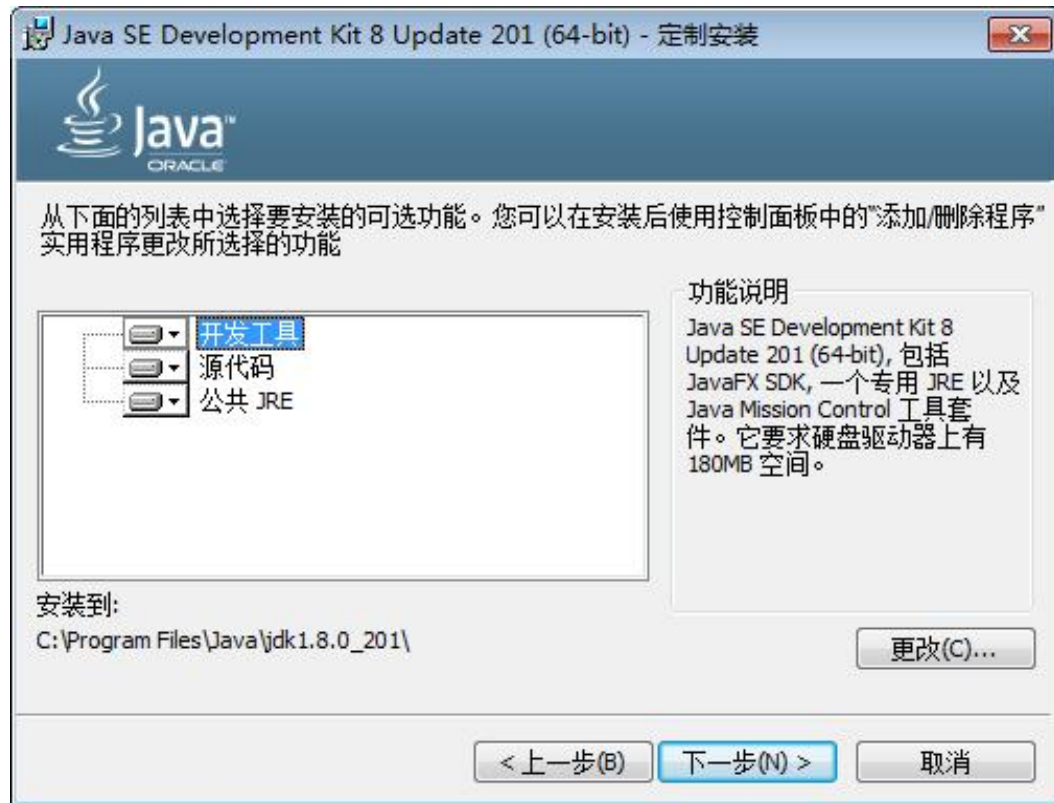 Java SE Development Kit 8 Update 201 (64-bit) - 定制安装
Java™
ORACLE
从下面的列表中选择要安装的可选功能。您可以在安装后使用控制面板中的“添加/删除程序”
实用程序更改所选择的功能
开发工具
源代码
公共 JRE
功能说明
Java SE Development Kit 8
Update 201 (64-bit), 包括
JavaFX SDK, 一个专用 JRE 以及
Java Mission Control 工具套
件。它要求硬盘驱动器上有
180MB 空间。
安装到:
C:\Program Files\Java\jdk1.8.0_201\
更改(C)...
<上一步(B)
下一步(N) >
取消